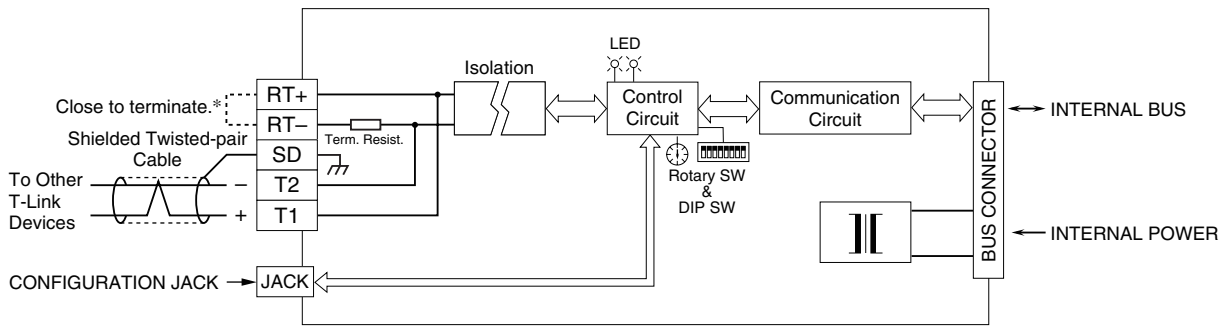 LED
Isolation
RT+
Close to terminate.*
RT–
Term. Resist.
Control
Circuit
Communication
Circuit
INTERNAL BUS
Shielded Twisted-pair
Cable
SD
To Other
T-Link
Devices
–
T2
+
T1
Rotary SW
&
DIP SW
BUS CONNECTOR
INTERNAL POWER
CONFIGURATION JACK
JACK